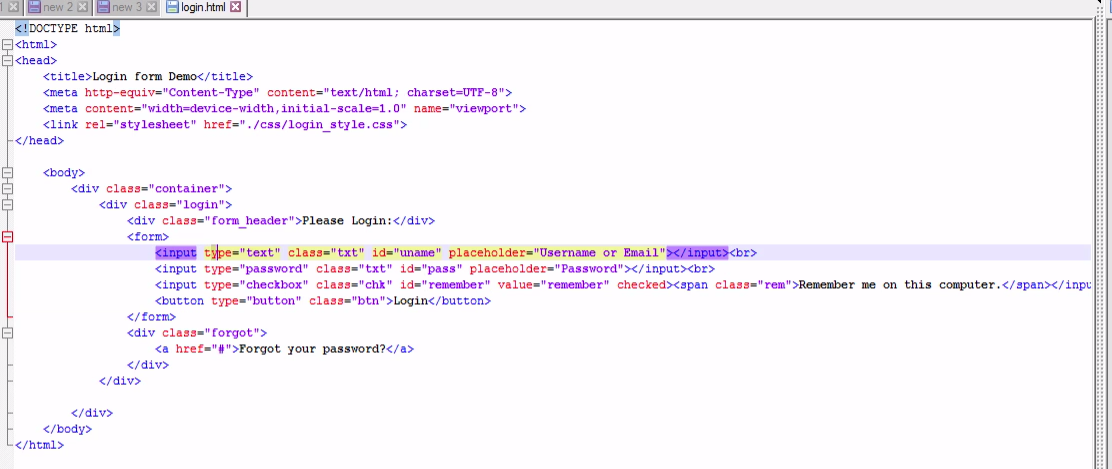 1 new 2 new 3 login.html
<!DOCTYPE html>
<html>
<head>
    <title>Login form Demo</title>
    <meta http-equiv="Content-Type" content="text/html; charset=UTF-8">
    <meta content="width=device-width,initial-scale=1.0" name="viewport">
    <link rel="stylesheet" href="./css/login_style.css">
</head>
    <body>
        <div class="container">
            <div class="login">
                <div class="form_header">Please Login:</div>
                <form>
                    <input type="text" class="txt" id="uname" placeholder="Username or Email"></input><br>
                    <input type="password" class="txt" id="pass" placeholder="Password"></input><br>
                    <input type="checkbox" class="chk" id="remember" value="remember" checked><span class="rem">Remember me on this computer.</span></inpu
                    <button type="button" class="btn">Login</button>
                </form>
                <div class="forgot">
                    <a href="#">Forgot your password?</a>
                </div>
            </div>
        </div>
    </body>
</html>